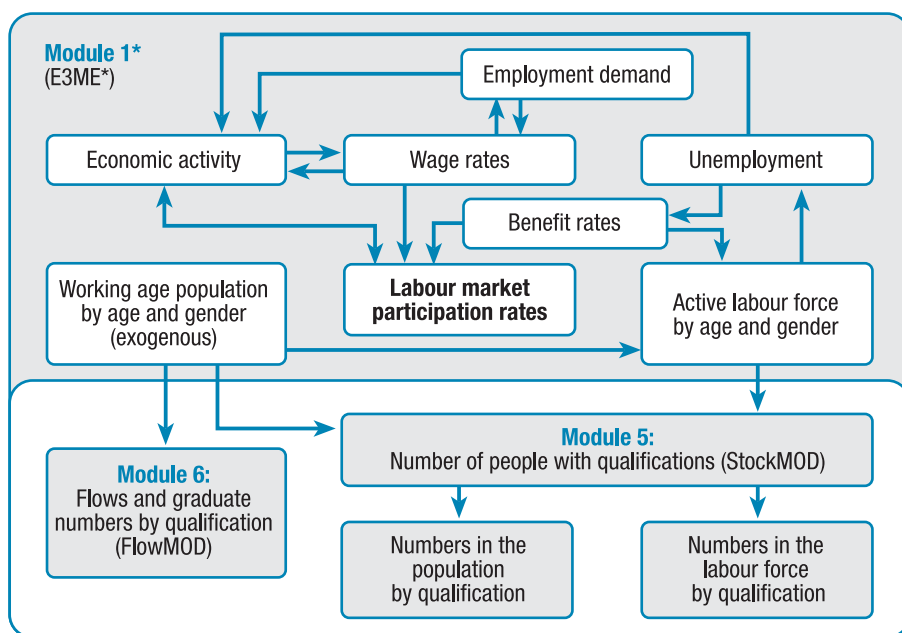 Module 1*
(E3ME*)
Employment demand
Economic activity
Wage rates
Unemployment
Benefit rates
Working age population
by age and gender
(exogenous)
Labour market
participation rates
Active labour force
by age and gender
Module 5:
Number of people with qualifications (StockMOD)
Module 6:
Flows and graduate
numbers by qualification
(FlowMOD)
Numbers in the
population
by qualification
Numbers in the
labour force
by qualification